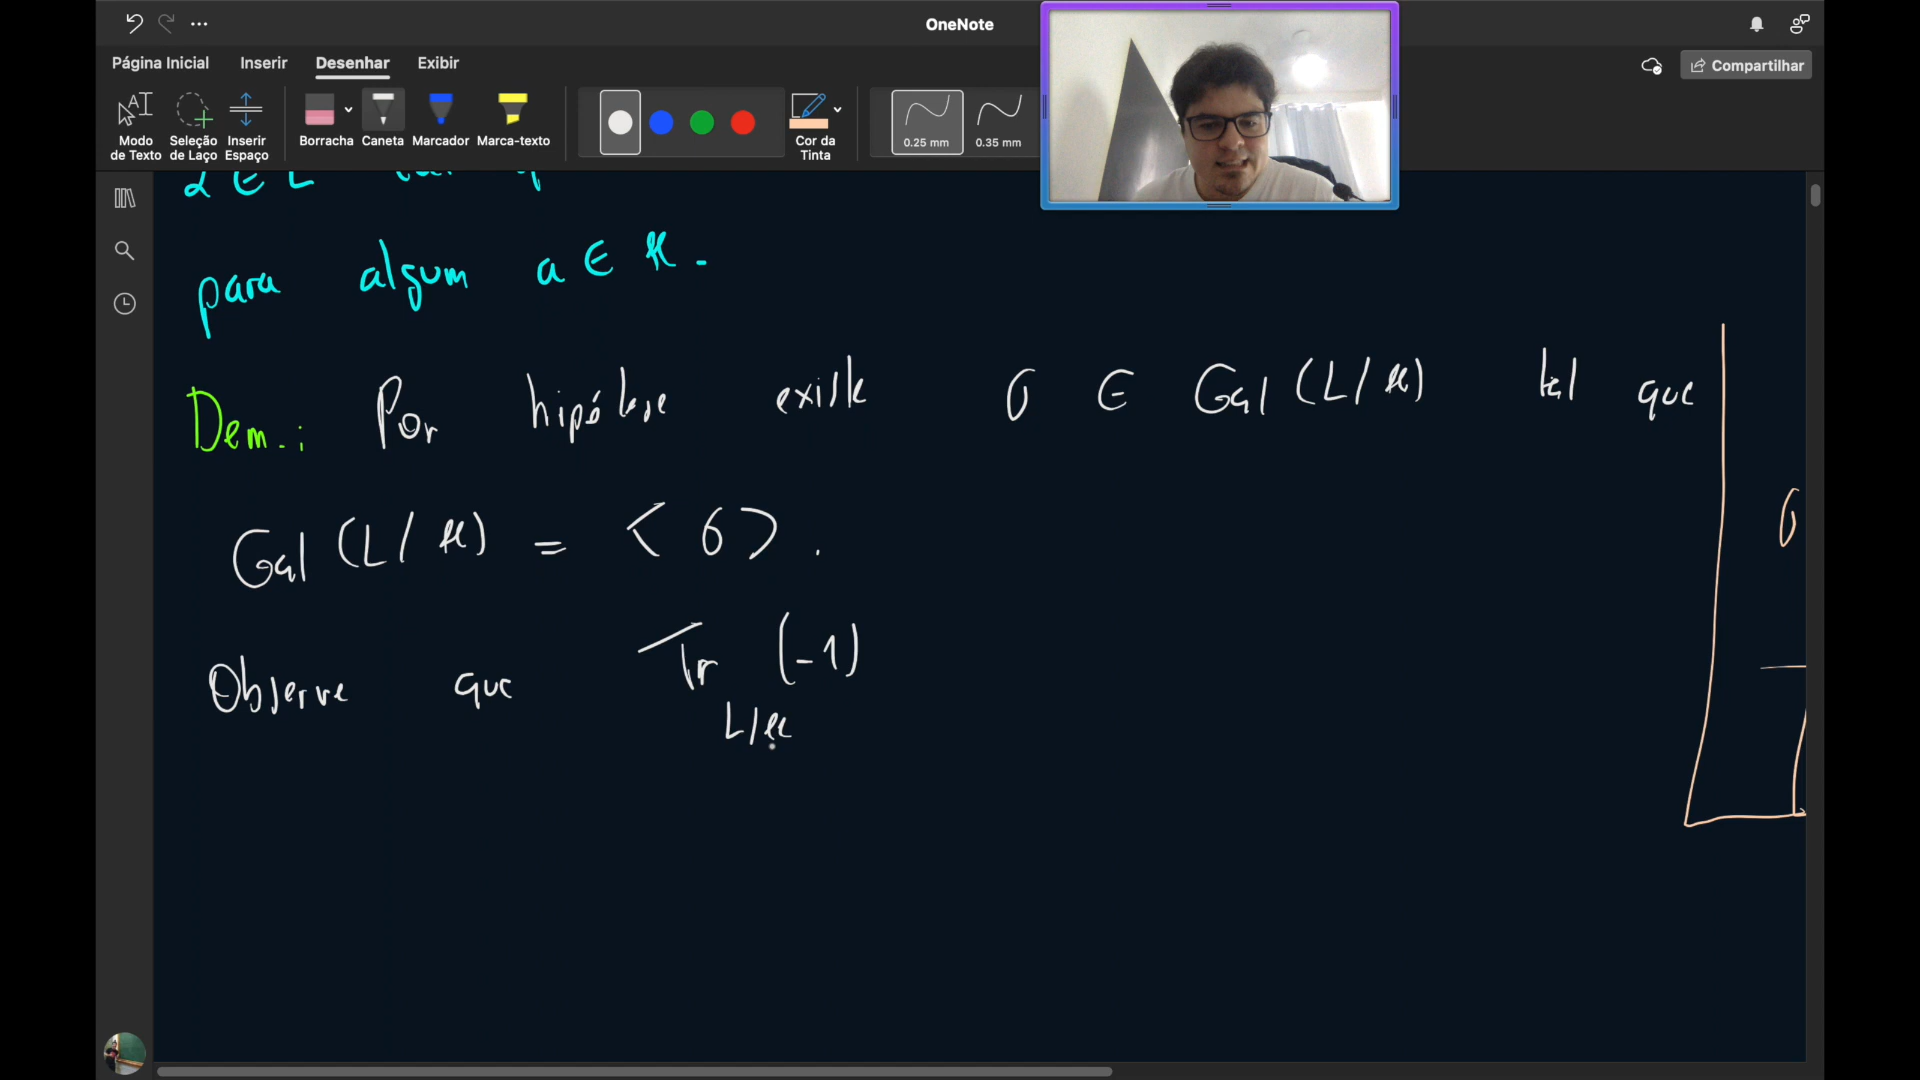 OneNote
Página Inicial Inserir Desenhar Exibir
Compartilhar
Modo de Texto
Seleção de Laço
Inserir Espaço
Borracha
Caneta
Marcador
Marca-texto
Cor da Tinta
0.25 mm
0.35 mm
α ∈ L
para algum a ∈ K.
Dem.: Por hipótese existe σ ∈ Gal (L/K) tal que
Gal (L/K) = <σ>.
Observe que Tr (-1)
L/K
σ